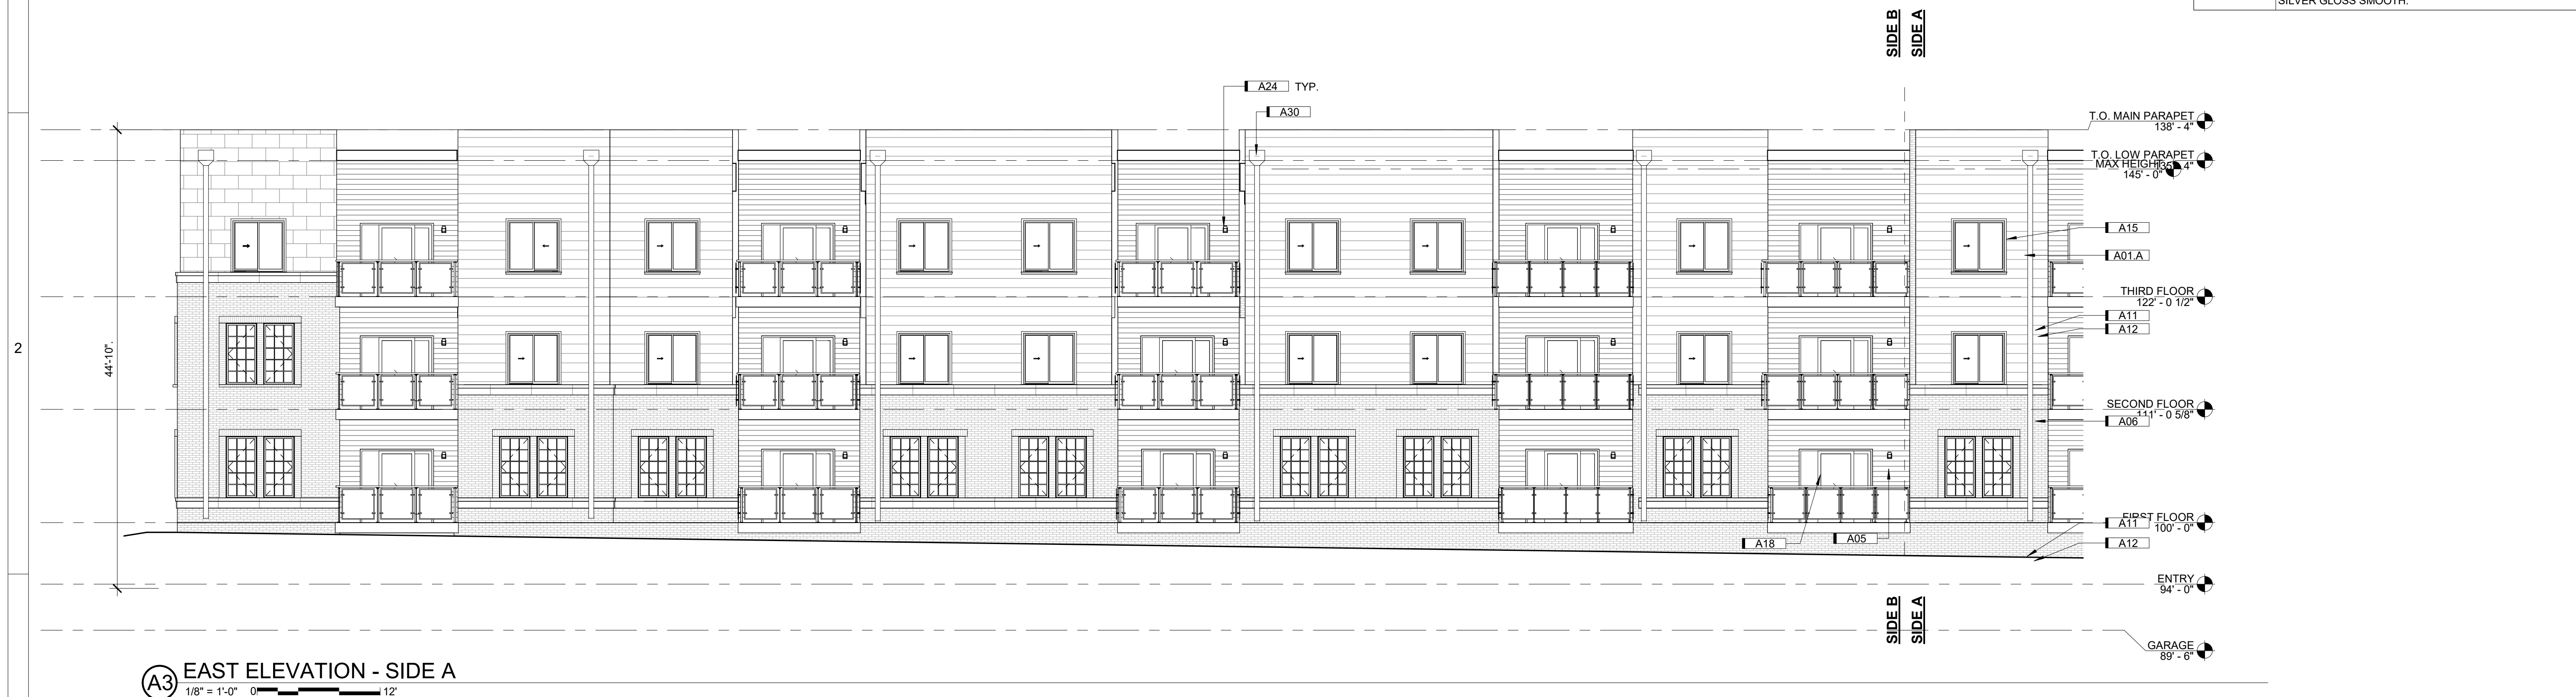 SILVER GLOSS SMOOTH.
SIDE B
SIDE A
A24 TYP.
A30
T.O. MAIN PARAPET
138' - 4"
T.O. LOW PARAPET
MAX HEIGHT
145' - 0"
A15
A01.A
THIRD FLOOR
122' - 0 1/2"
A11
A12
2
44'-10".
SECOND FLOOR
111' - 0 5/8"
A06
FIRST FLOOR
A11 100' - 0"
A18
A05
A12
ENTRY
94' - 0"
SIDE B
SIDE A
GARAGE
89' - 6"
A3 EAST ELEVATION - SIDE A
1/8" = 1'-0" 0 12'